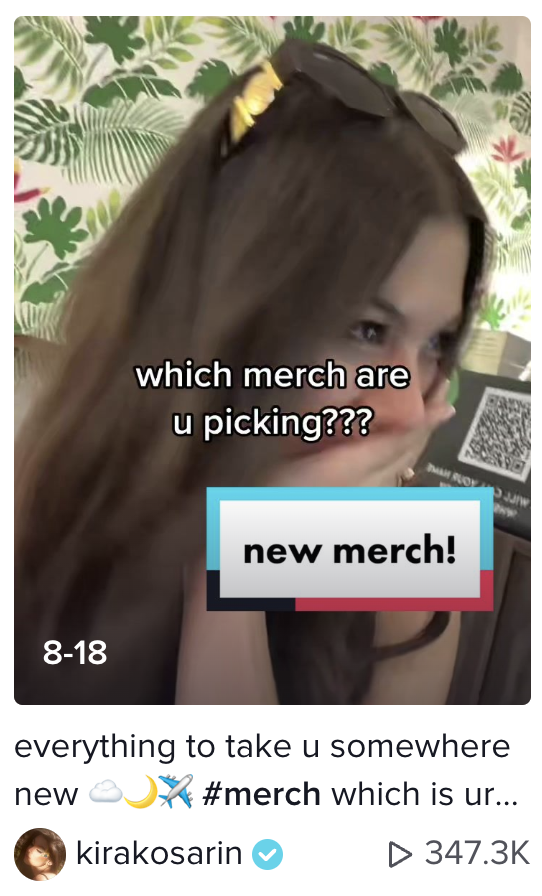 which merch are
u picking???
new merch!
8-18
everything to take u somewhere
new ☁️🌙✈️ #merch which is ur...
kirakosarin
347.3K